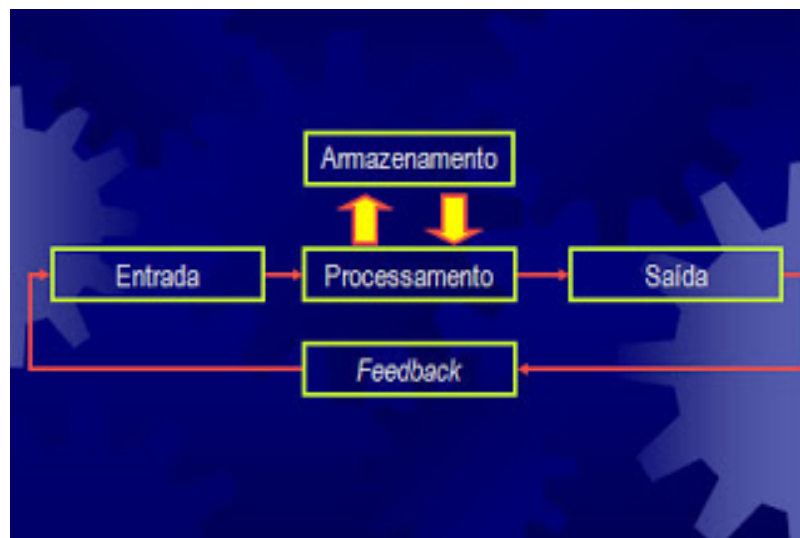 Armazenamento
Entrada
Processamento
Saída
Feedback